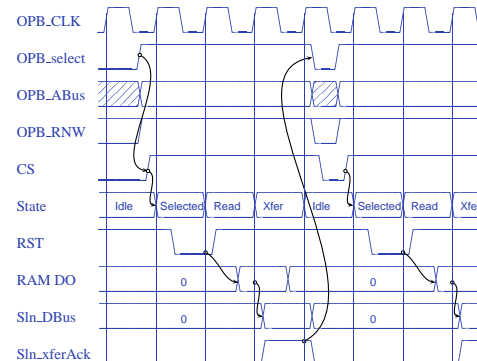 OPB_CLK
OPB_select
OPB_ABus
OPB_RNW
CS
State Idle Selected Read Xfer Idle Selected Read Xfe
RST
RAM DO 0 0
Sln_DBus 0 0
Sln_xferAck